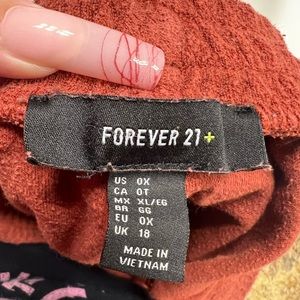 FOREVER 21+
US 0X
CA 0T
MX XL/EG
BR GG
EU 0X
UK 18
MADE IN
VIETNAM